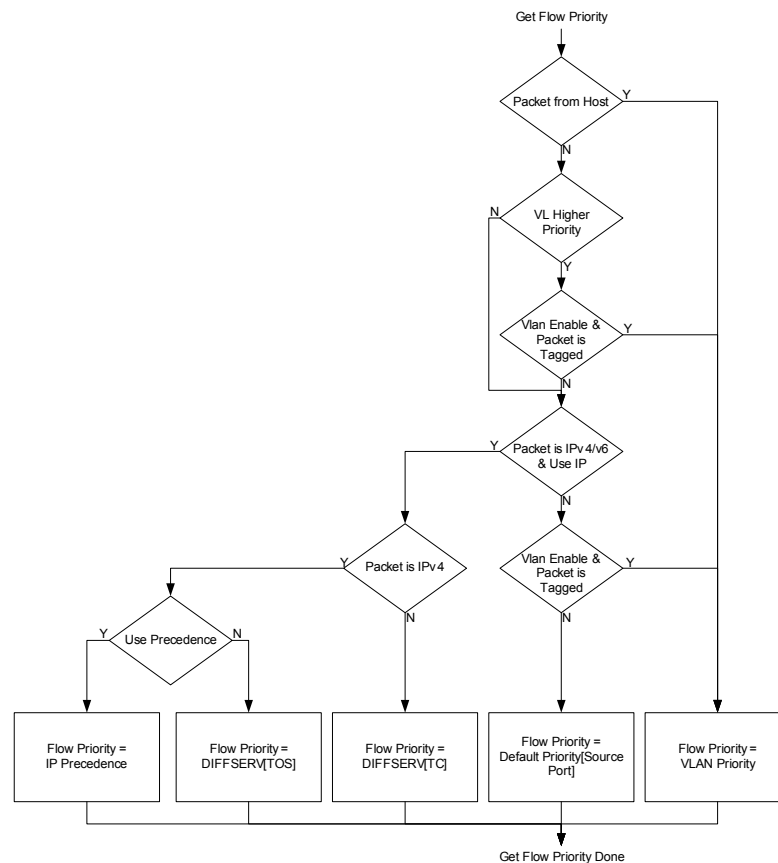 Get Flow Priority
Packet from Host
Y
N
VL Higher
Priority
N
Y
Vlan Enable &
Packet is
Tagged
Y
N
Packet is IPv4/v6
& Use IP
Y
N
Packet is IPv4
Y
N
Vlan Enable &
Packet is
Tagged
Y
N
Use Precedence
Y
N
Flow Priority =
IP Precedence
Flow Priority =
DIFFSERV[TOS]
Flow Priority =
DIFFSERV[TC]
Flow Priority =
Default Priority[Source
Port]
Flow Priority =
VLAN Priority
Get Flow Priority Done